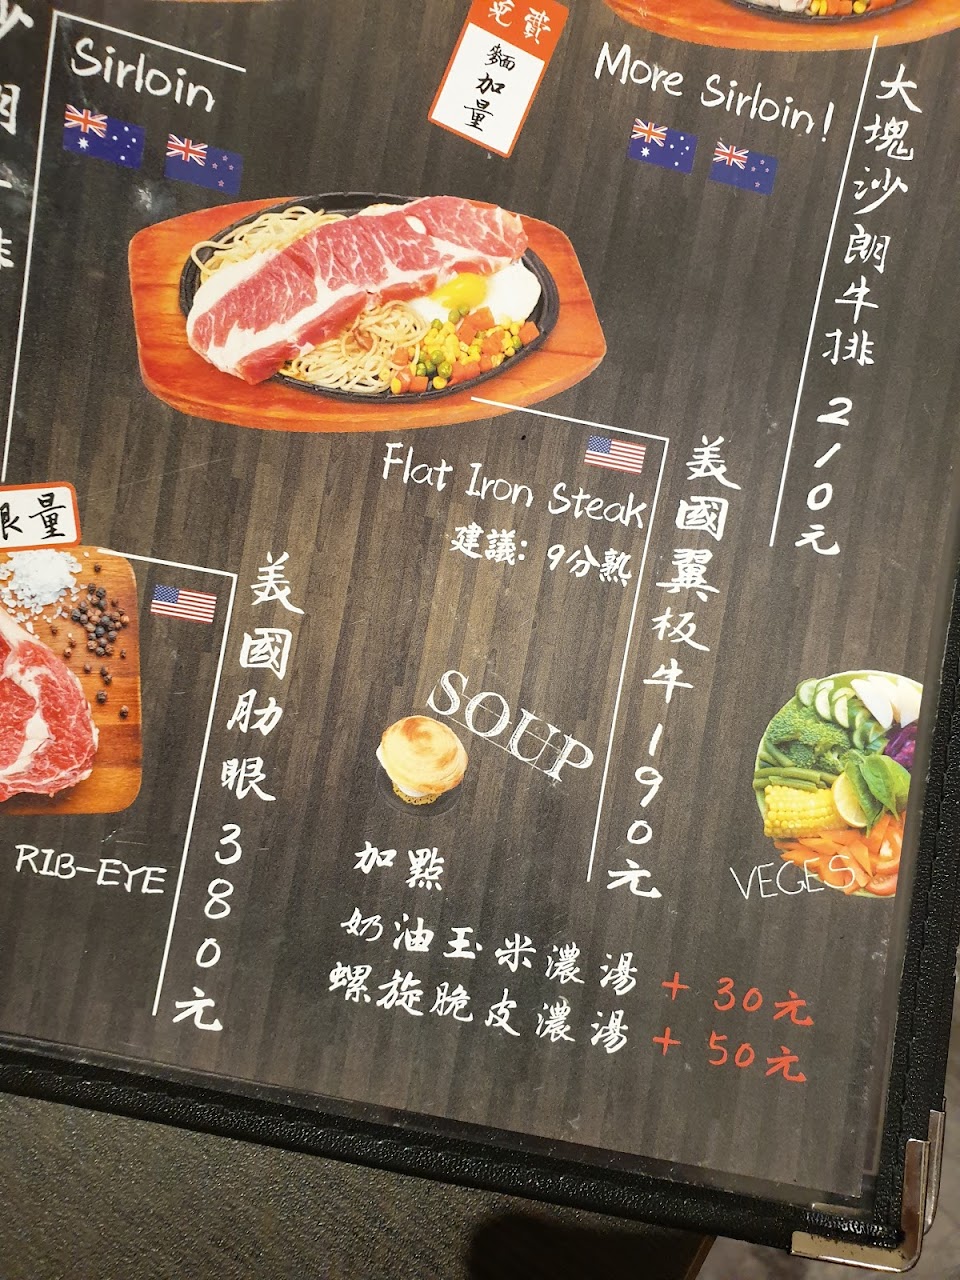 Sirloin
免費
麵加量
More Sirloin!
大塊沙朗牛排 210元
Flat Iron Steak
建議：9分熟
美國翼板牛190元
限量
美國肋眼380元
RIB-EYE
SOUP
加點
奶油玉米濃湯 + 30元
螺旋脆皮濃湯 + 50元
VEGES